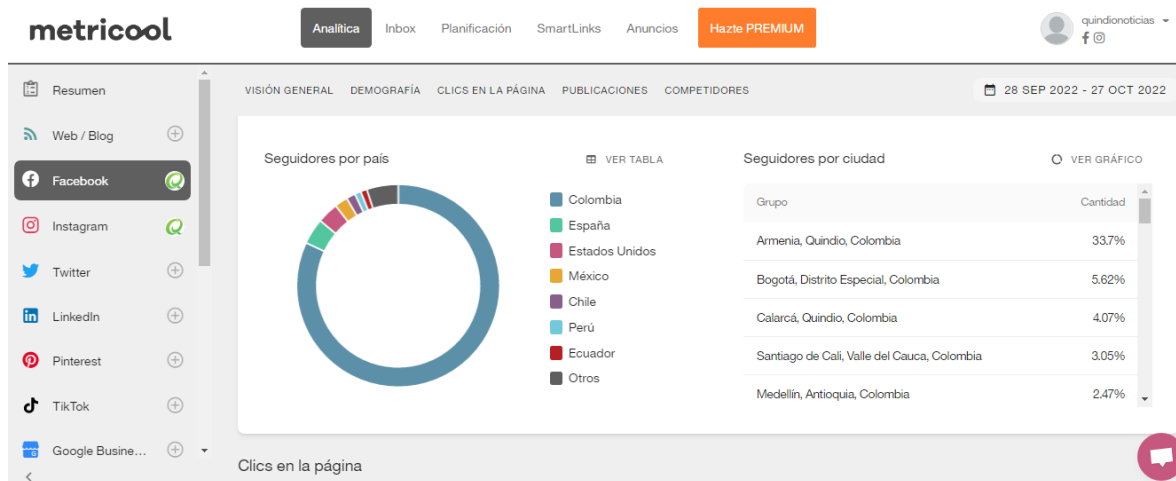 metricool
Analítica Inbox Planificación SmartLinks Anuncios Hazte PREMIUM
quindionoticias
Resumen
Web / Blog
Facebook
Instagram
Twitter
LinkedIn
Pinterest
TikTok
Google Busine...
VISIÓN GENERAL DEMOGRAFÍA CLICS EN LA PÁGINA PUBLICACIONES COMPETIDORES
28 SEP 2022 - 27 OCT 2022
Seguidores por país
VER TABLA
Colombia
España
Estados Unidos
México
Chile
Perú
Ecuador
Otros
Seguidores por ciudad
VER GRÁFICO
Grupo Cantidad
Armenia, Quindio, Colombia 33.7%
Bogotá, Distrito Especial, Colombia 5.62%
Calarcá, Quindio, Colombia 4.07%
Santiago de Cali, Valle del Cauca, Colombia 3.05%
Medellín, Antioquia, Colombia 2.47%
Clics en la página